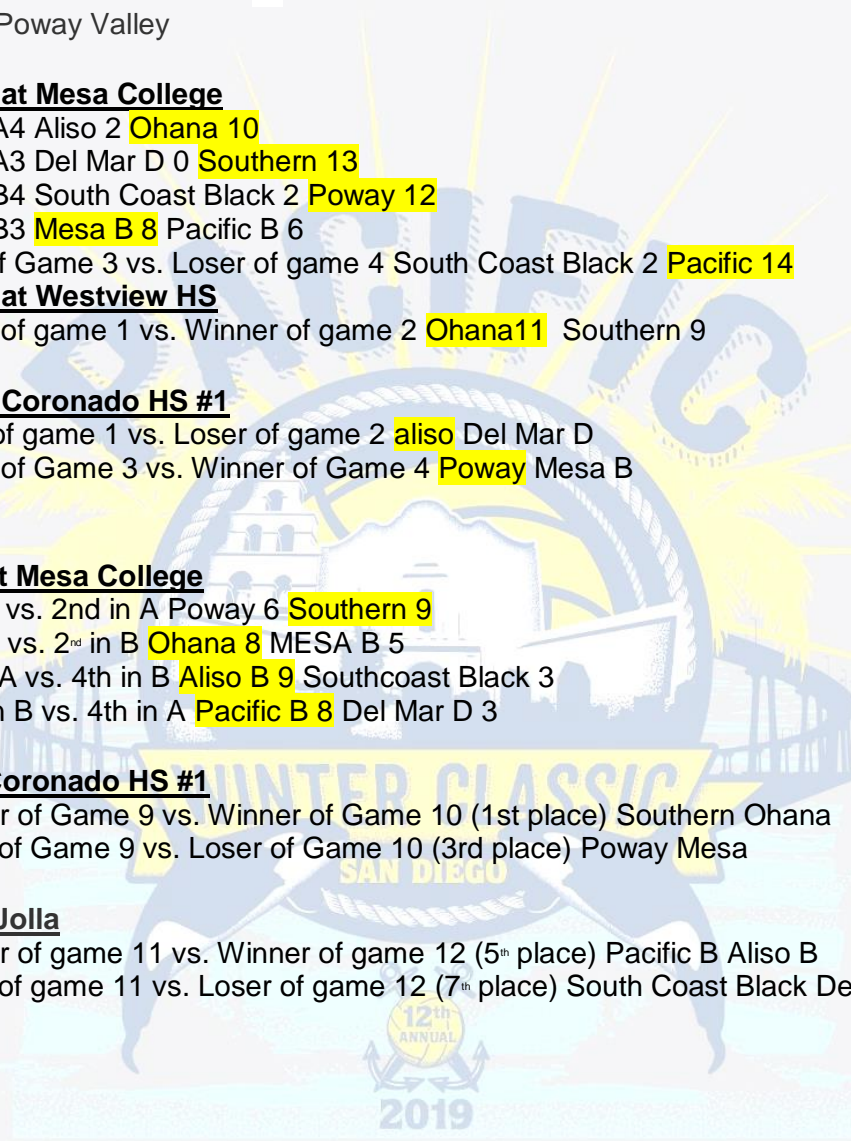 Poway Valley
at Mesa College
A4 Aliso 2 Ohana 10
A3 Del Mar D 0 Southern 13
B4 South Coast Black 2 Poway 12
B3 Mesa B 8 Pacific B 6
f Game 3 vs. Loser of game 4 South Coast Black 2 Pacific 14
at Westview HS
of game 1 vs. Winner of game 2 Ohana11 Southern 9
Coronado HS #1
of game 1 vs. Loser of game 2 aliso Del Mar D
of Game 3 vs. Winner of Game 4 Poway Mesa B
t Mesa College
vs. 2nd in A Poway 6 Southern 9
vs. 2nd in B Ohana 8 MESA B 5
A vs. 4th in B Aliso B 9 Southcoast Black 3
n B vs. 4th in A Pacific B 8 Del Mar D 3
Coronado HS #1
r of Game 9 vs. Winner of Game 10 (1st place) Southern Ohana
of Game 9 vs. Loser of Game 10 (3rd place) Poway Mesa
Jolla
r of game 11 vs. Winner of game 12 (5th place) Pacific B Aliso B
of game 11 vs. Loser of game 12 (7th place) South Coast Black De
PACIFIC
WINTER CLASSIC
SAN DIEGO
12th
ANNUAL
2019